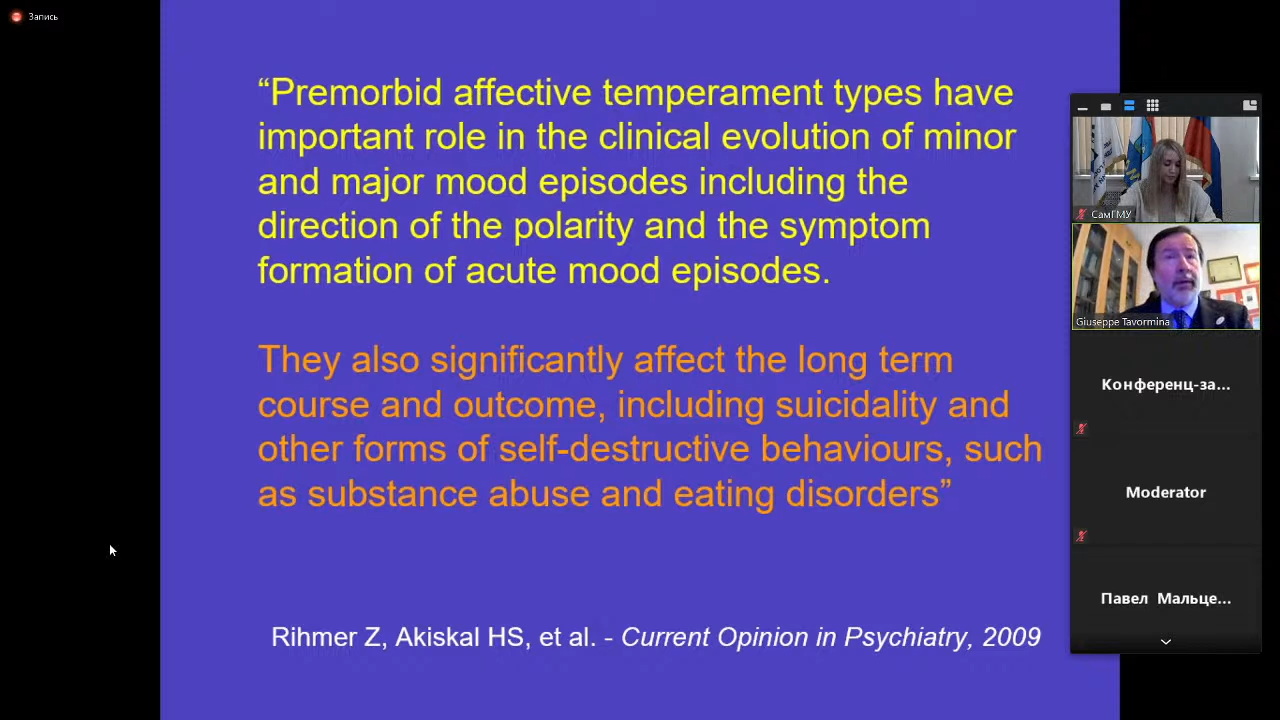 Запись
“Premorbid affective temperament types have
important role in the clinical evolution of minor
and major mood episodes including the
direction of the polarity and the symptom
formation of acute mood episodes.
They also significantly affect the long term
course and outcome, including suicidality and
other forms of self-destructive behaviours, such
as substance abuse and eating disorders”
Rihmer Z, Akiskal HS, et al. - Current Opinion in Psychiatry, 2009
СамГМУ
Giuseppe Tavormina
Конференц-за...
Moderator
Павел Мальце...